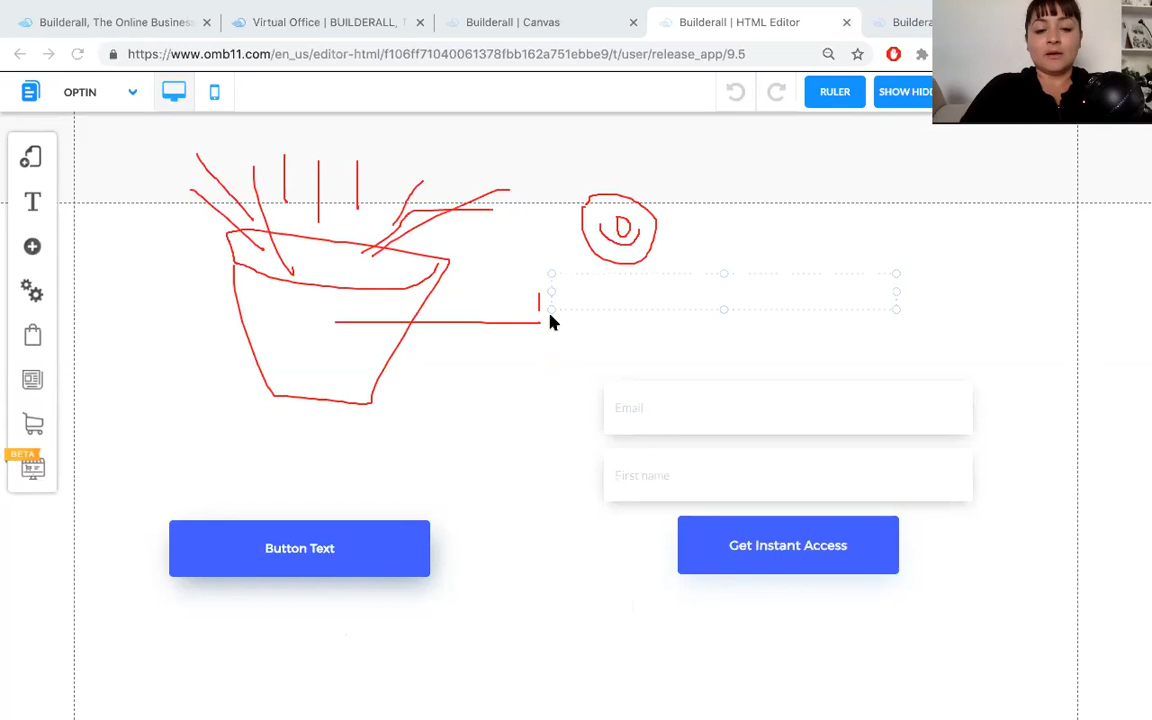 Builderall, The Online Business
Virtual Office | BUILDERALL,
Builderall | Canvas
Builderall | HTML Editor
Buildera
https://www.omb11.com/en_us/editor-html/f106ff71040061378fbb162a751ebbe9/t/user/release_app/9.5
OPTIN
RULER
SHOW HIDD
T
BETA
Email
First name
Button Text
Get Instant Access